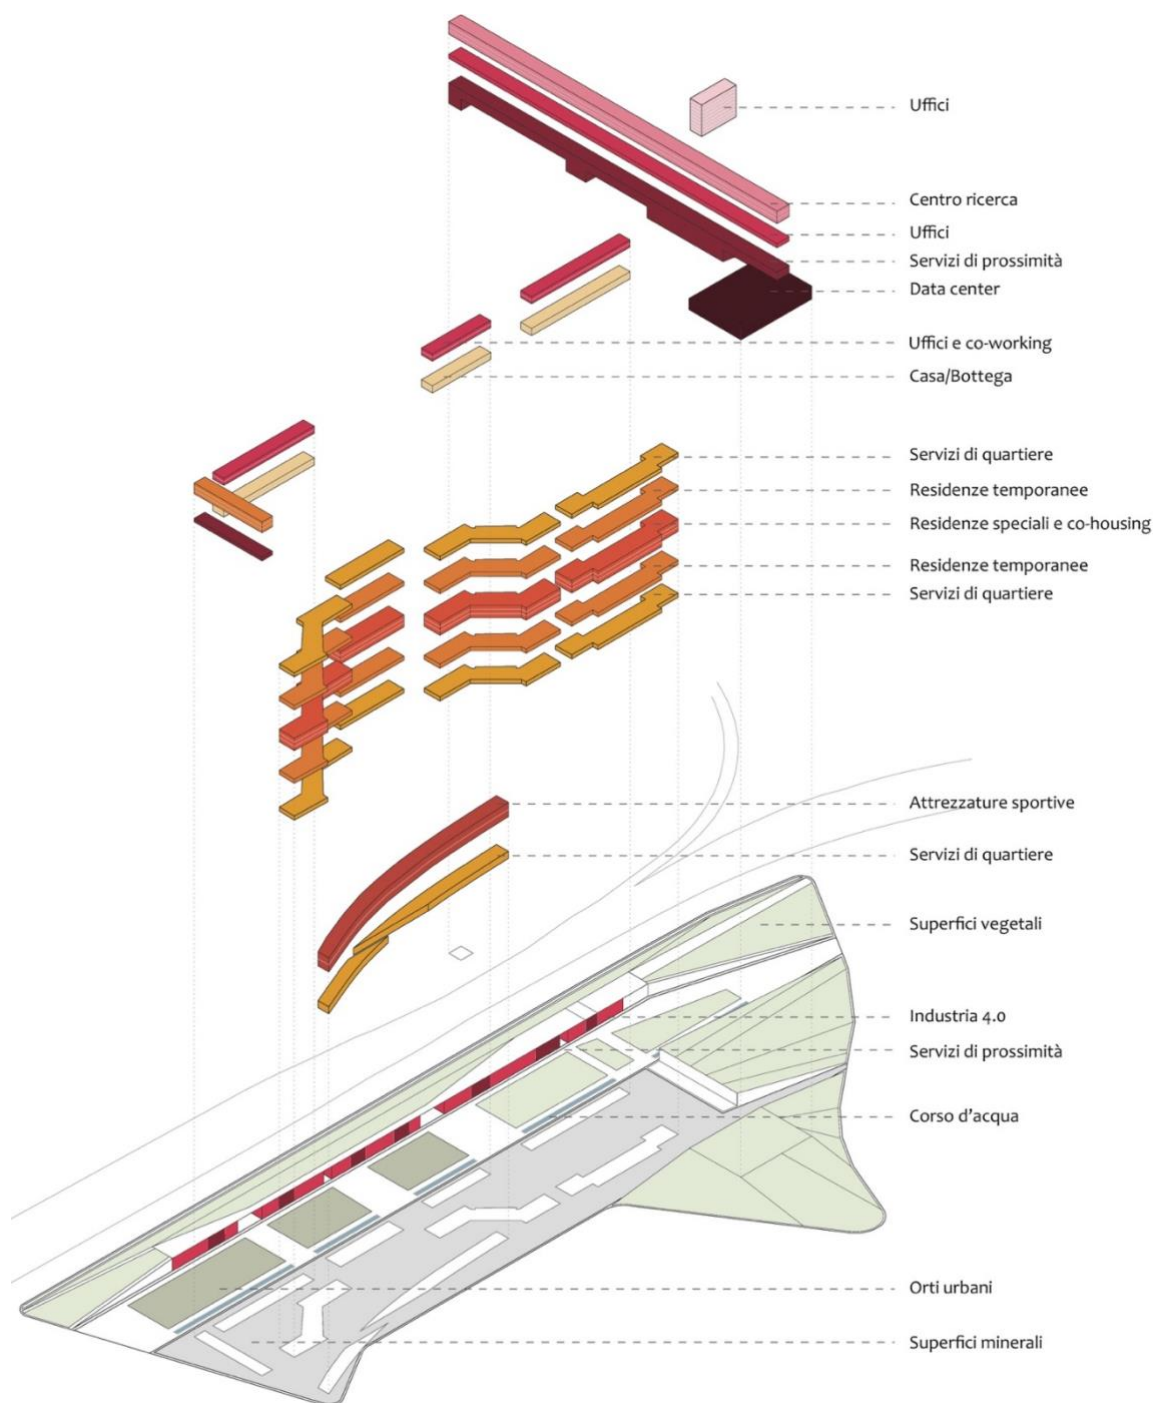 Uffici
Centro ricerca
Uffici
Servizi di prossimità
Data center
Uffici e co-working
Casa/Bottega
Servizi di quartiere
Residenze temporanee
Residenze speciali e co-housing
Residenze temporanee
Servizi di quartiere
Attrezzature sportive
Servizi di quartiere
Superfici vegetali
Industria 4.0
Servizi di prossimità
Corso d'acqua
Orti urbani
Superfici minerali